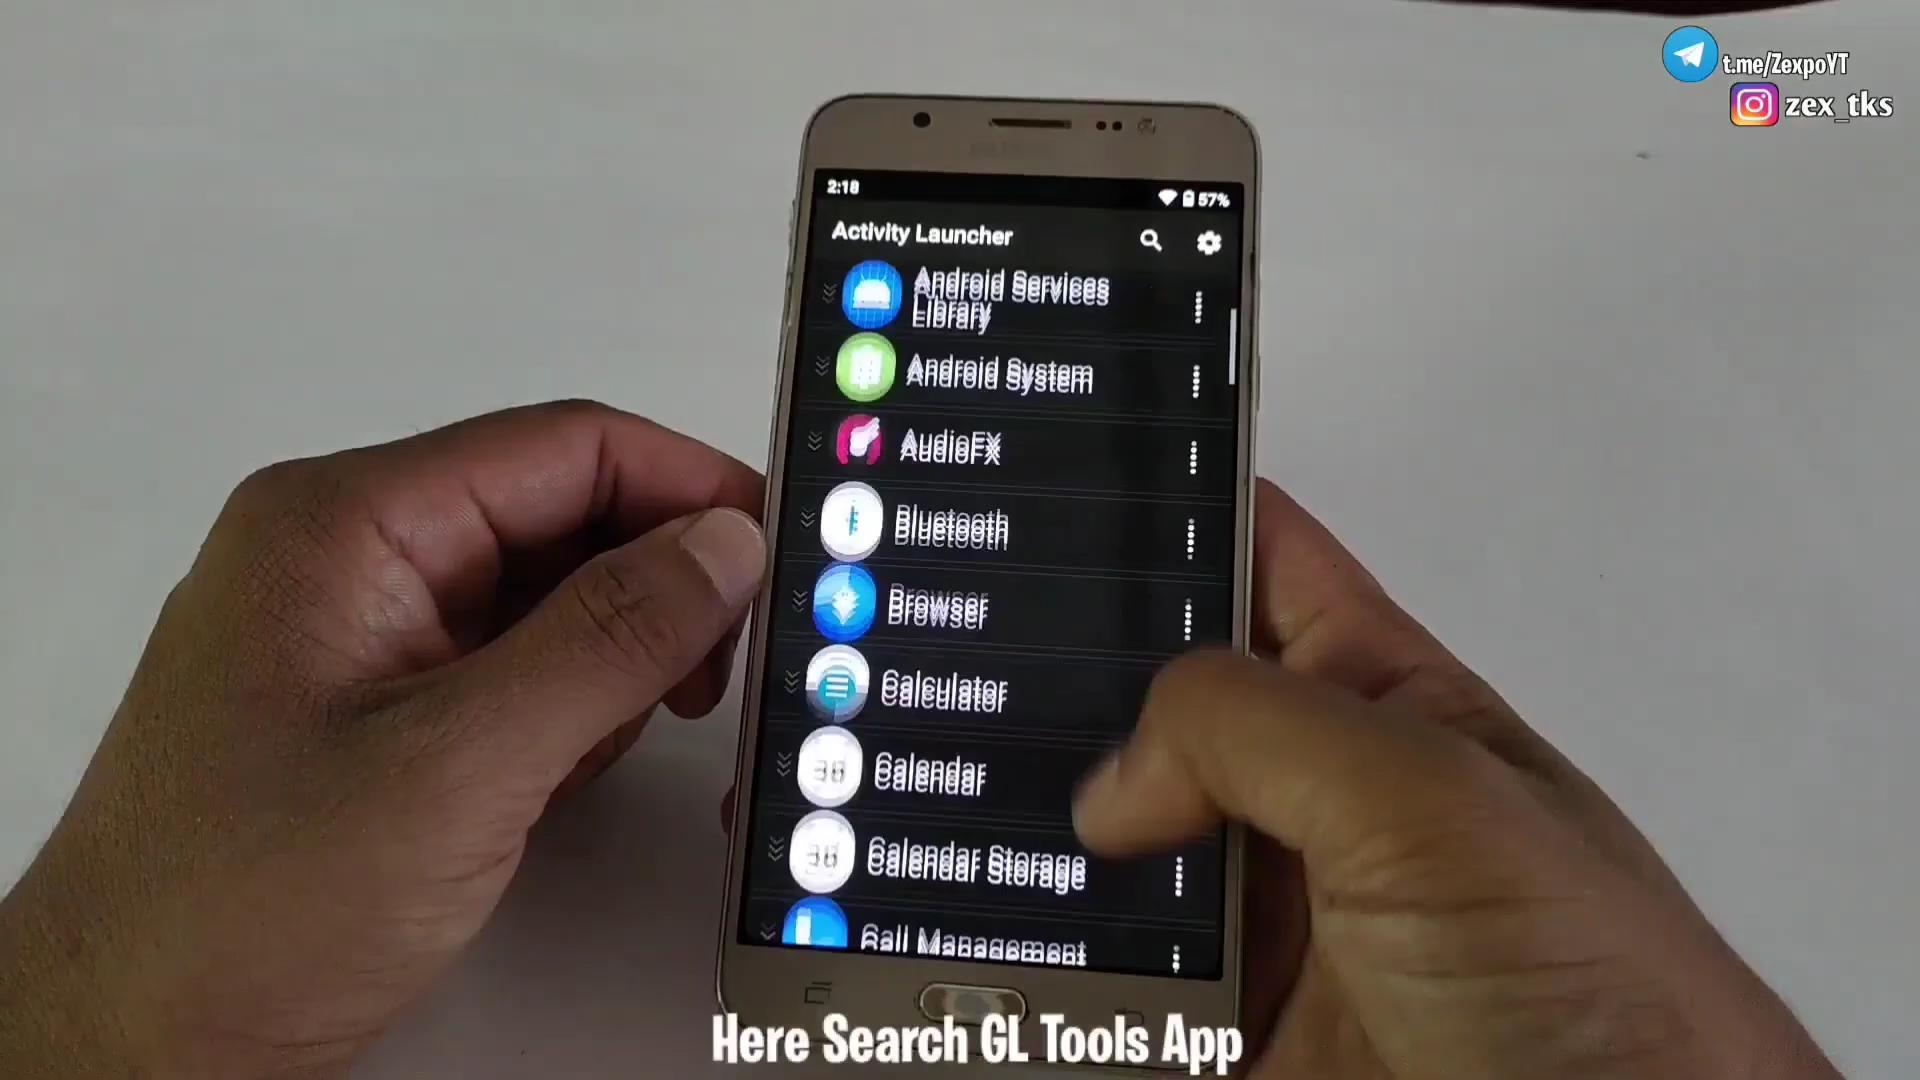 t.me/ZexpoYT
zex_tks
2:18
57%
Activity Launcher
Android Services
Library
Android System
AudioFX
Bluetooth
Browser
Calculator
Calendar
Calendar Storage
Call Management
Here Search GL Tools App